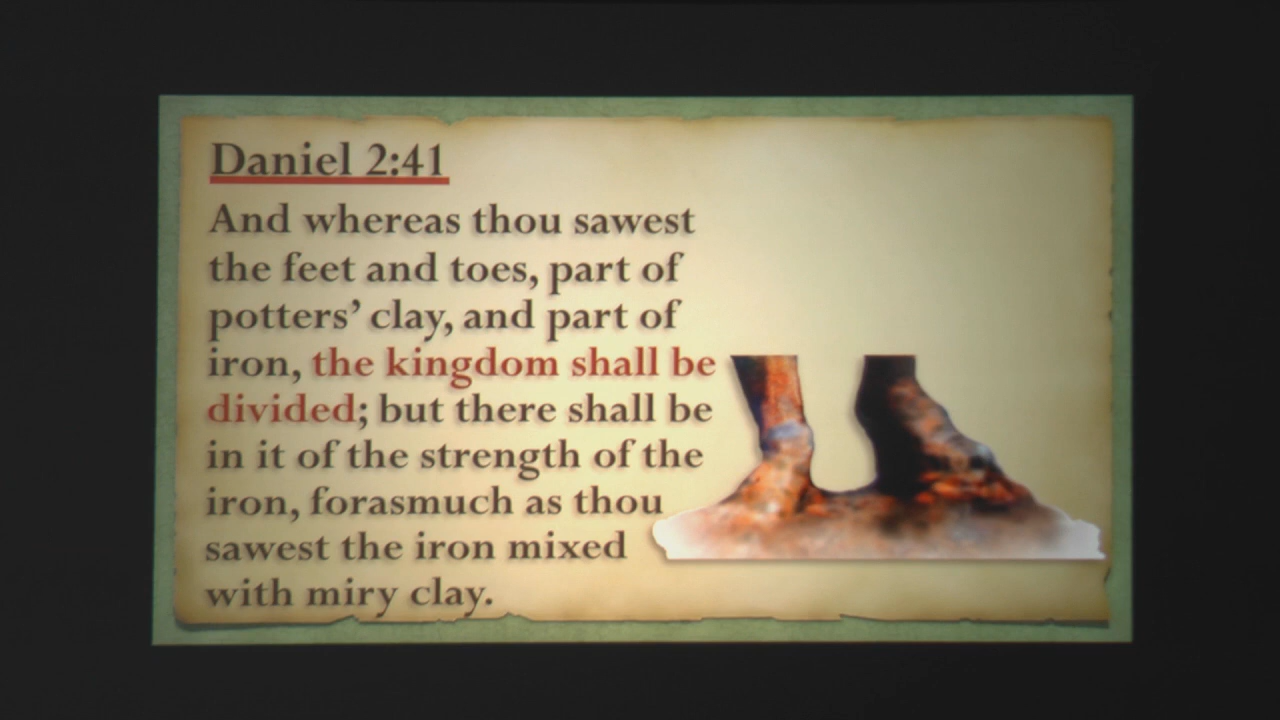 Daniel 2:41
And whereas thou sawest
the feet and toes, part of
potters’ clay, and part of
iron, the kingdom shall be
divided; but there shall be
in it of the strength of the
iron, forasmuch as thou
sawest the iron mixed
with miry clay.